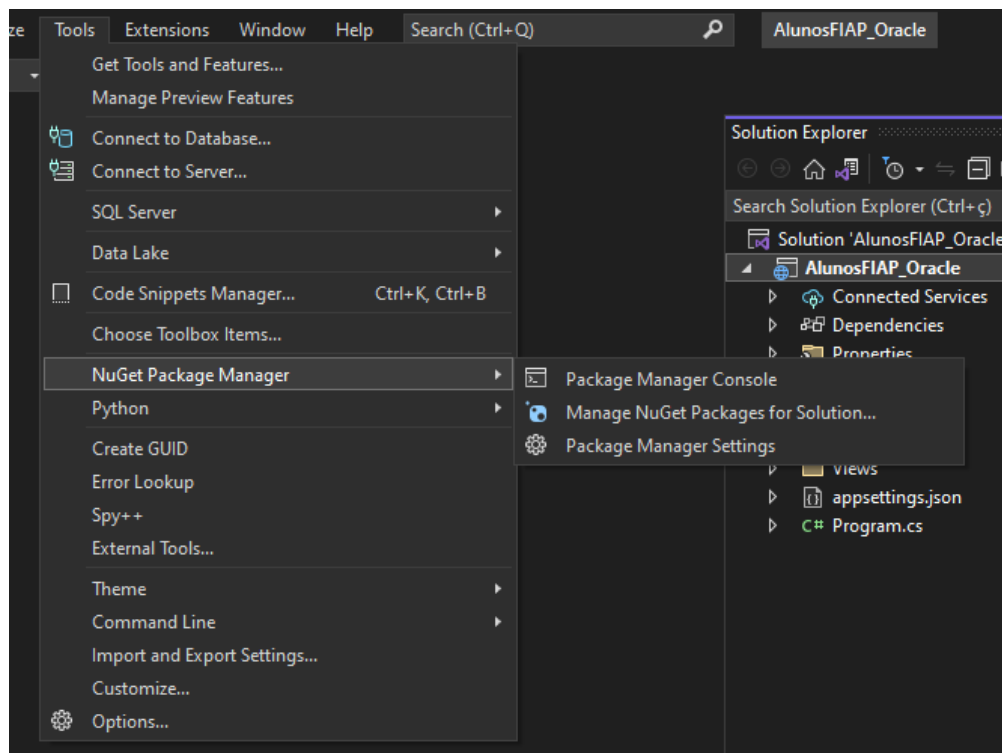 ze Tools Extensions Window Help Search (Ctrl+Q) AlunosFIAP_Oracle
Get Tools and Features...
Manage Preview Features
Connect to Database...
Connect to Server...
SQL Server
Data Lake
Code Snippets Manager... Ctrl+K, Ctrl+B
Choose Toolbox Items...
NuGet Package Manager
Python
Create GUID
Error Lookup
Spy++
External Tools...
Theme
Command Line
Import and Export Settings...
Customize...
Options...
Package Manager Console
Manage NuGet Packages for Solution...
Package Manager Settings
Solution Explorer
Search Solution Explorer (Ctrl+ç)
Solution 'AlunosFIAP_Oracle
AlunosFIAP_Oracle
Connected Services
Dependencies
Properties
Views
appsettings.json
C# Program.cs